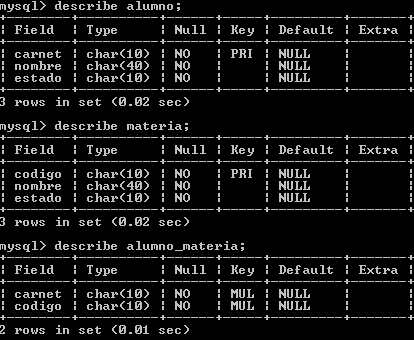 mysql> describe alumno;
+---------+----------+------+-----+---------+-------+
| Field   | Type     | Null | Key | Default | Extra |
+---------+----------+------+-----+---------+-------+
| carnet  | char(10) | NO   | PRI | NULL    |       |
| nombre  | char(40) | NO   |     | NULL    |       |
| estado  | char(10) | NO   |     | NULL    |       |
+---------+----------+------+-----+---------+-------+
3 rows in set (0.02 sec)
mysql> describe materia;
+---------+----------+------+-----+---------+-------+
| Field   | Type     | Null | Key | Default | Extra |
+---------+----------+------+-----+---------+-------+
| codigo  | char(10) | NO   | PRI | NULL    |       |
| nombre  | char(40) | NO   |     | NULL    |       |
| estado  | char(10) | NO   |     | NULL    |       |
+---------+----------+------+-----+---------+-------+
3 rows in set (0.02 sec)
mysql> describe alumno_materia;
+---------+----------+------+-----+---------+-------+
| Field   | Type     | Null | Key | Default | Extra |
+---------+----------+------+-----+---------+-------+
| carnet  | char(10) | NO   | MUL | NULL    |       |
| codigo  | char(10) | NO   | MUL | NULL    |       |
+---------+----------+------+-----+---------+-------+
2 rows in set (0.01 sec)